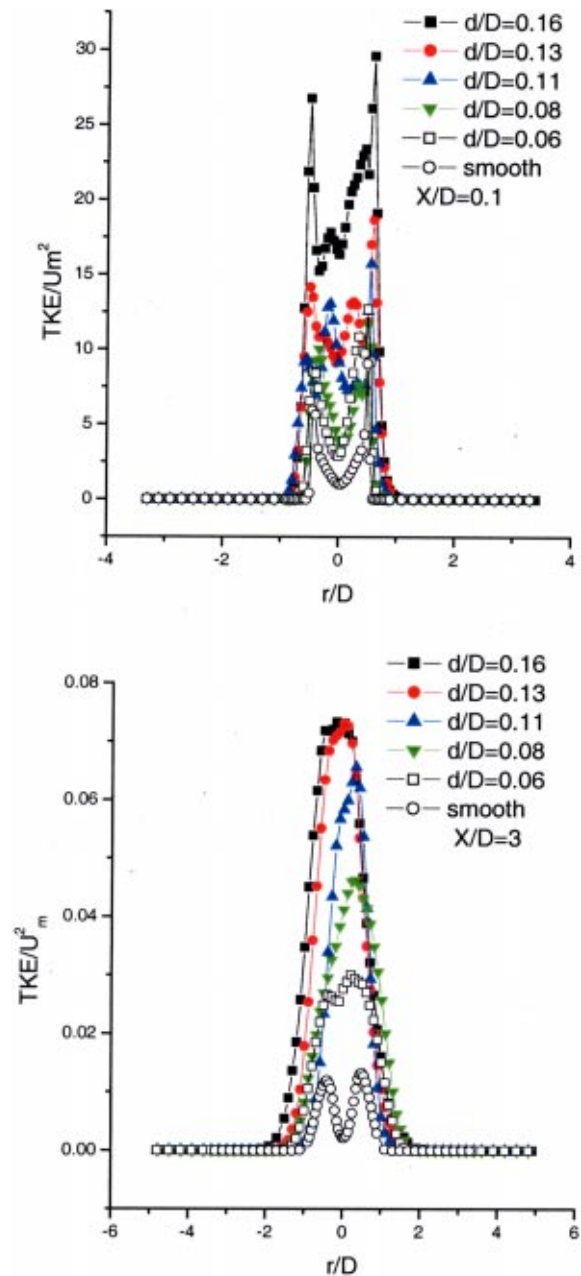 d/D=0.16
d/D=0.13
d/D=0.11
d/D=0.08
d/D=0.06
smooth
X/D=0.1
TKE/Um²
30
25
20
15
10
5
0
-4
-2
0
2
4
r/D
d/D=0.16
d/D=0.13
d/D=0.11
d/D=0.08
d/D=0.06
smooth
X/D=3
TKE/U²ₘ
0.08
0.06
0.04
0.02
0.00
-6
-4
-2
0
2
4
6
r/D